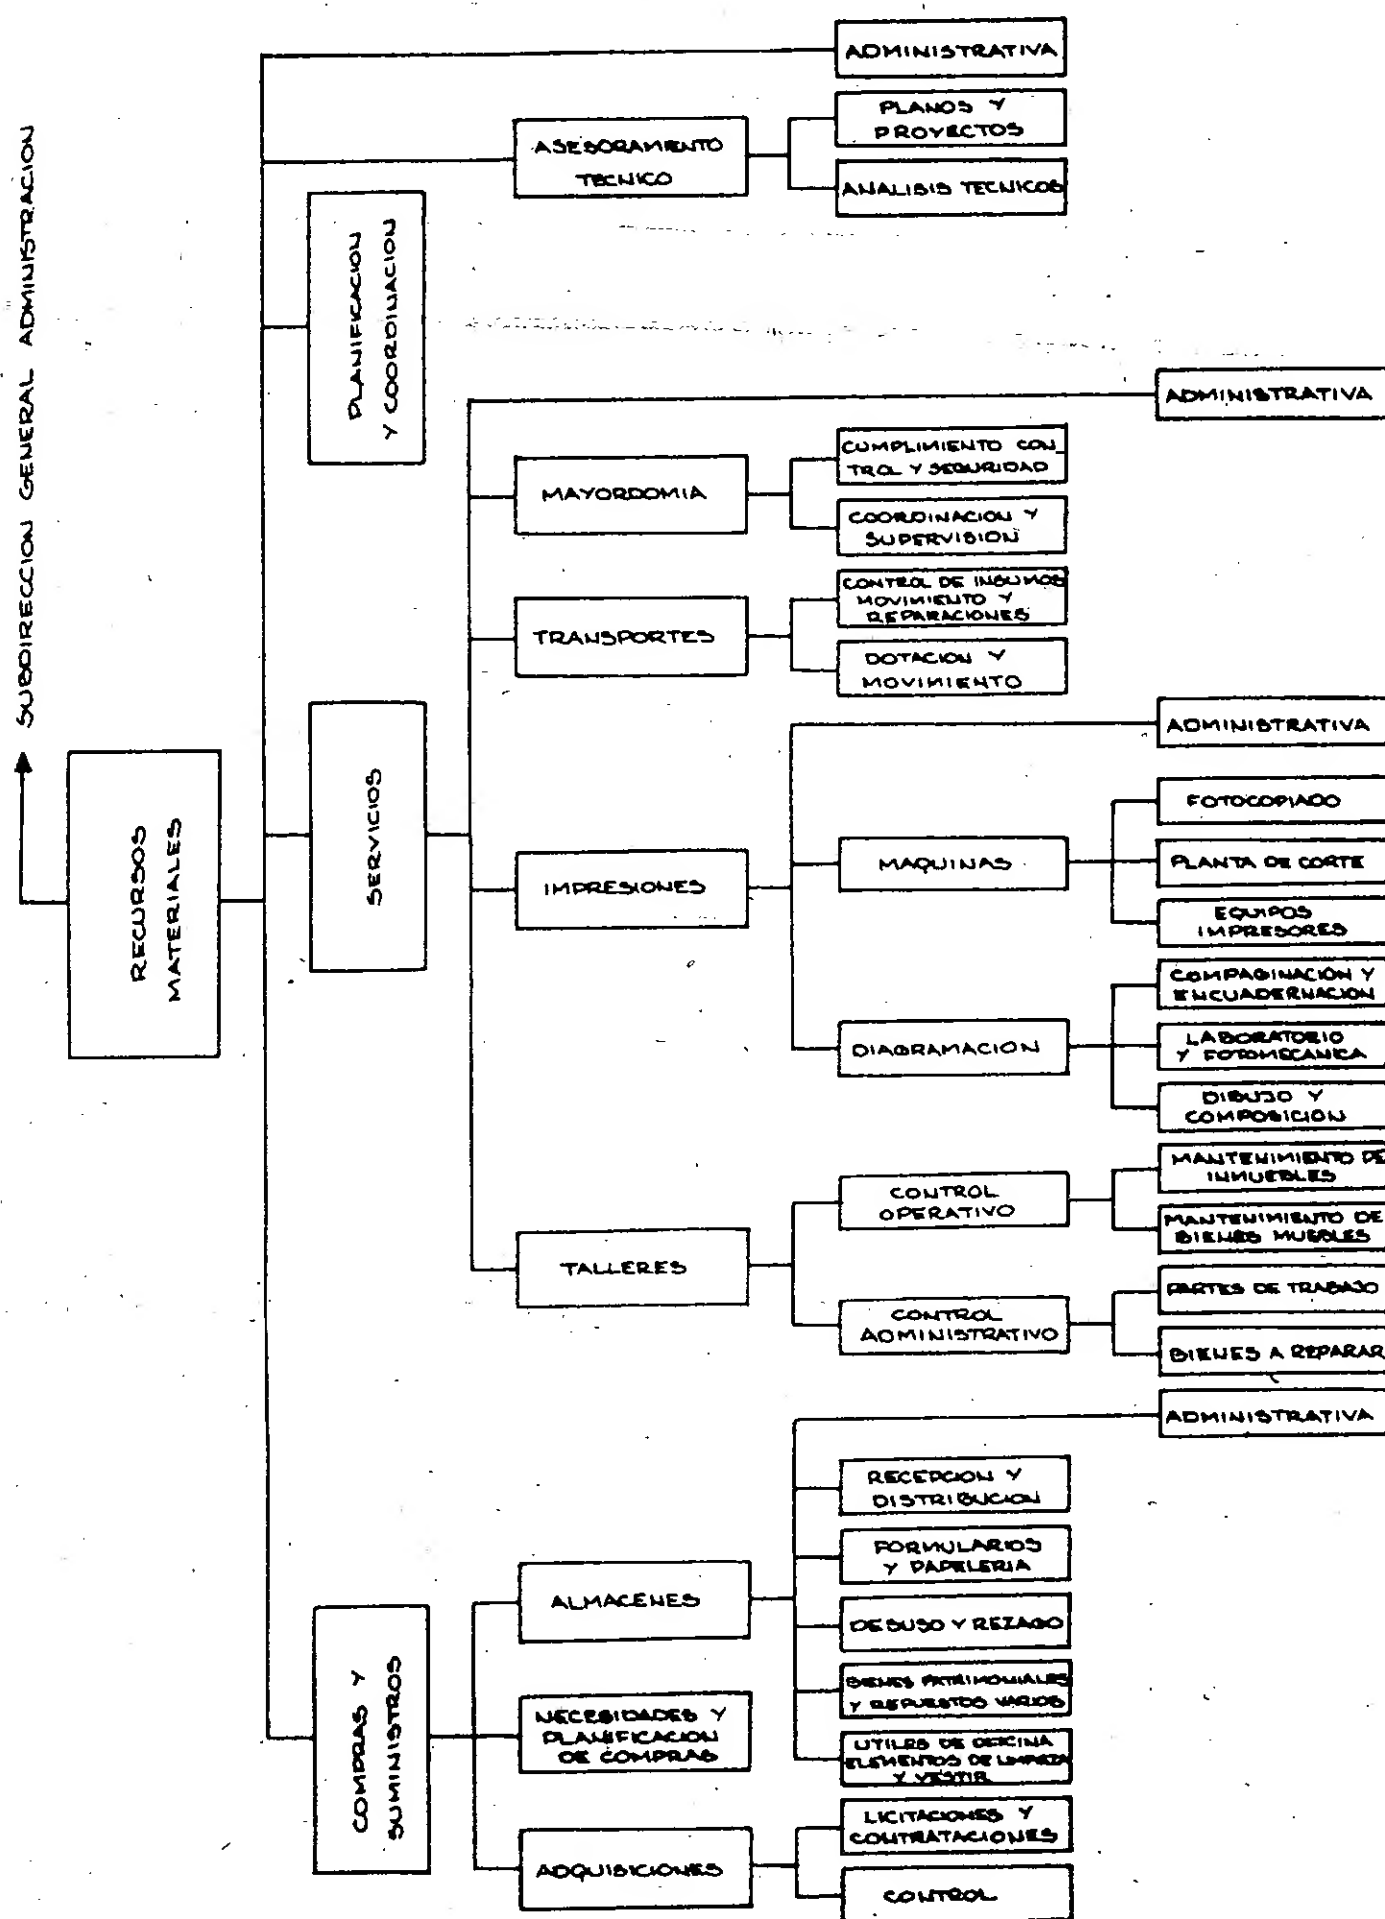 SUBDIRECCION GENERAL ADMINISTRACION
RECURSOS
MATERIALES
ADMINISTRATIVA
ASESORAMIENTO
TECNICO
PLANOS Y
PROYECTOS
ANALISIS TECNICOS
PLANIFICACION
Y COORDINACION
SERVICIOS
ADMINISTRATIVA
MAYORDOMIA
CUMPLIMIENTO CON_
TROL Y SEGURIDAD
COORDINACION Y
SUPERVISION
TRANSPORTES
CONTROL DE INSUMOS
MOVIMIENTO Y
REPARACIONES
DOTACION Y
MOVIMIENTO
IMPRESIONES
ADMINISTRATIVA
MAQUINAS
FOTOCOPIADO
PLANTA DE CORTE
EQUIPOS
IMPRESORES
DIAGRAMACION
COMPAGINACION Y
ENCUADERNACION
LABORATORIO
Y FOTOMECANICA
DIBUJO Y
COMPOSICION
TALLERES
CONTROL
OPERATIVO
MANTENIMIENTO DE
INMUEBLES
MANTENIMIENTO DE
BIENES MUEBLES
CONTROL
ADMINISTRATIVO
PARTES DE TRABAJO
BIENES A REPARAR
COMPRAS Y
SUMINISTROS
ALMACENES
ADMINISTRATIVA
RECEPCION Y
DISTRIBUCION
FORMULARIOS
Y PAPELERIA
DESUSO Y REZAGO
BIENES PATRIMONIALES
Y REPUESTOS VARIOS
UTILES DE OFICINA
ELEMENTOS DE LIMPIEZA
Y VESTIR
NECESIDADES Y
PLANIFICACION
DE COMPRAS
ADQUISICIONES
LICITACIONES Y
CONTRATACIONES
CONTROL